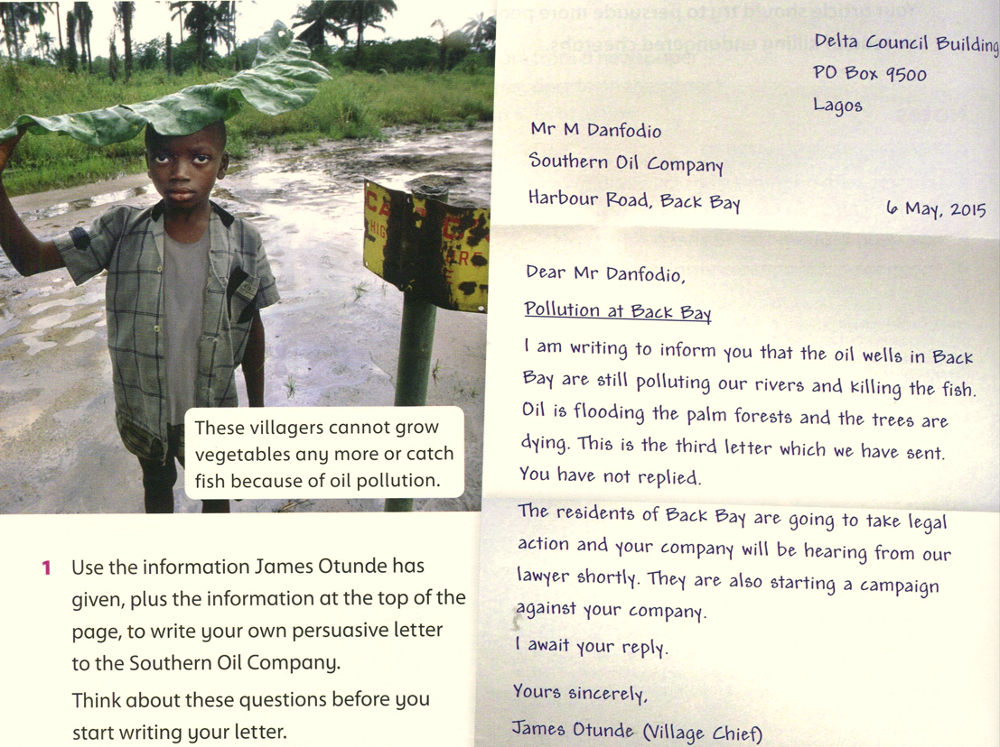 Delta Council Building
PO Box 9500
Lagos
Mr M Danfodio
Southern Oil Company
Harbour Road, Back Bay
6 May, 2015
Dear Mr Danfodio,
Pollution at Back Bay
I am writing to inform you that the oil wells in Back
Bay are still polluting our rivers and killing the fish.
Oil is flooding the palm forests and the trees are
dying. This is the third letter which we have sent.
You have not replied.
The residents of Back Bay are going to take legal
action and your company will be hearing from our
lawyer shortly. They are also starting a campaign
against your company.
I await your reply.
Yours sincerely,
James Otunde (Village Chief)
These villagers cannot grow
vegetables any more or catch
fish because of oil pollution.
1 Use the information James Otunde has
given, plus the information at the top of the
page, to write your own persuasive letter
to the Southern Oil Company.
Think about these questions before you
start writing your letter.